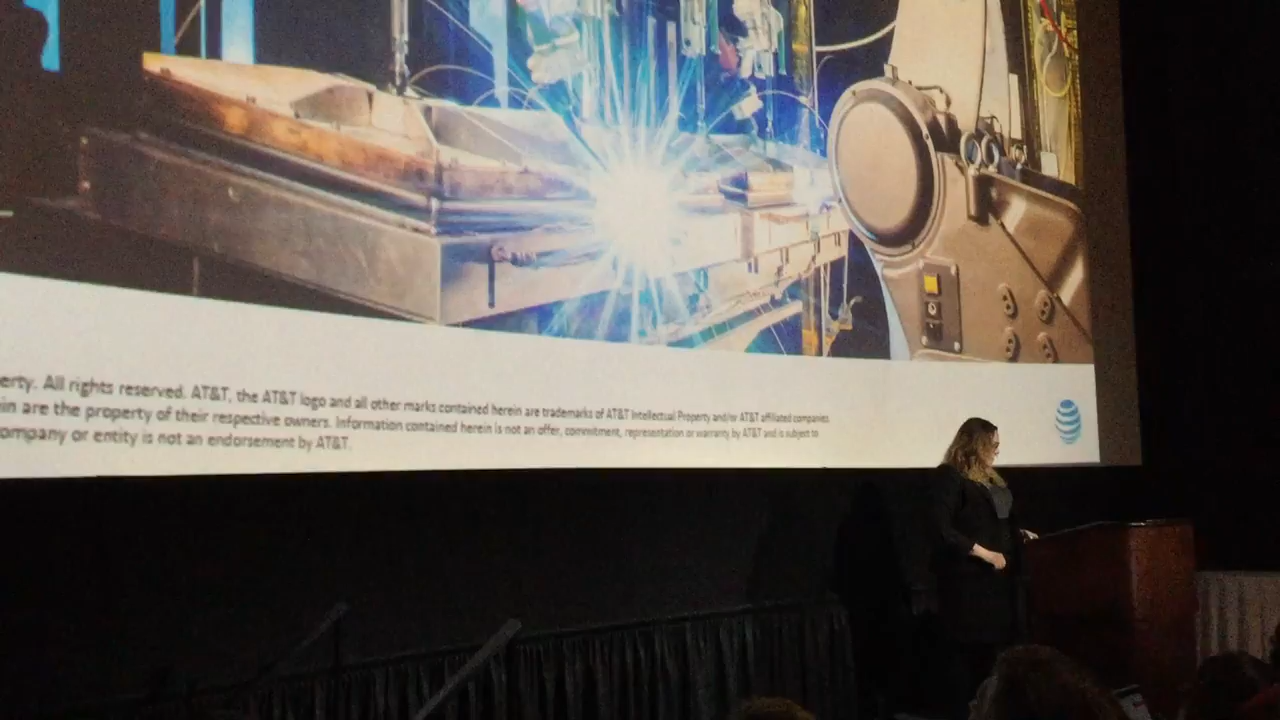 erty. All rights reserved. AT&T, the AT&T logo and all other marks contained herein are trademarks of AT&T Intellectual Property and/or AT&T affiliated companies
in are the property of their respective owners. Information contained herein is not an offer, commitment, representation or warranty by AT&T and is subject to
ompany or entity is not an endorsement by AT&T.